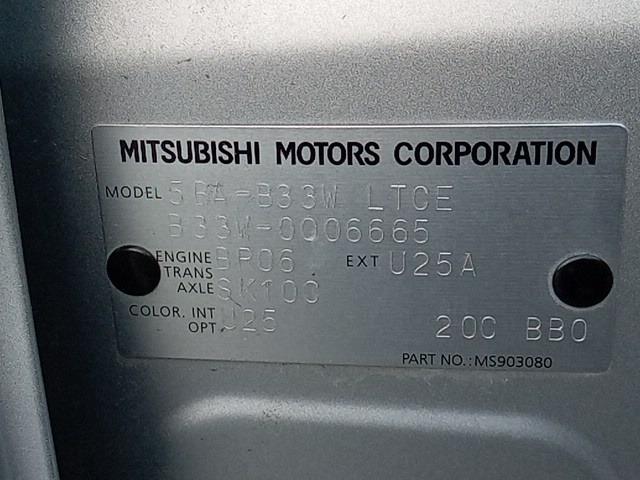 MITSUBISHI MOTORS CORPORATION
MODEL 5BA-B33W LTCE
B33W-0006665
ENGINE BR06 EXT U25A
TRANS
AXLE SK10C
COLOR, INT U25
OPT 20C BB0
PART NO.: MS903080